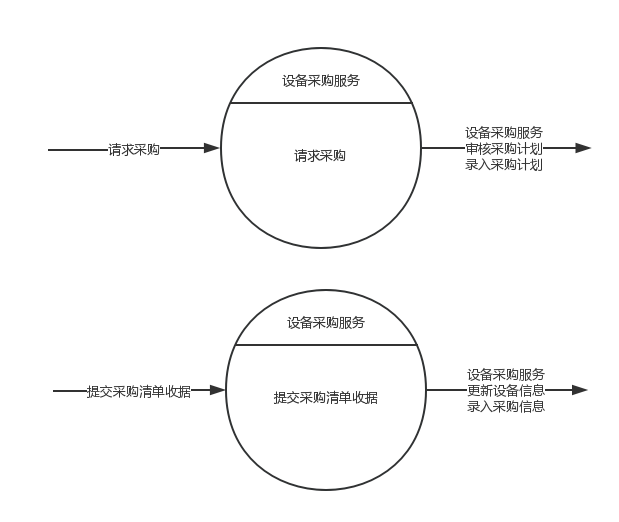 设备采购服务
请求采购
请求采购
设备采购服务
审核采购计划
录入采购计划
设备采购服务
提交采购清单收据
提交采购清单收据
设备采购服务
更新设备信息
录入采购信息